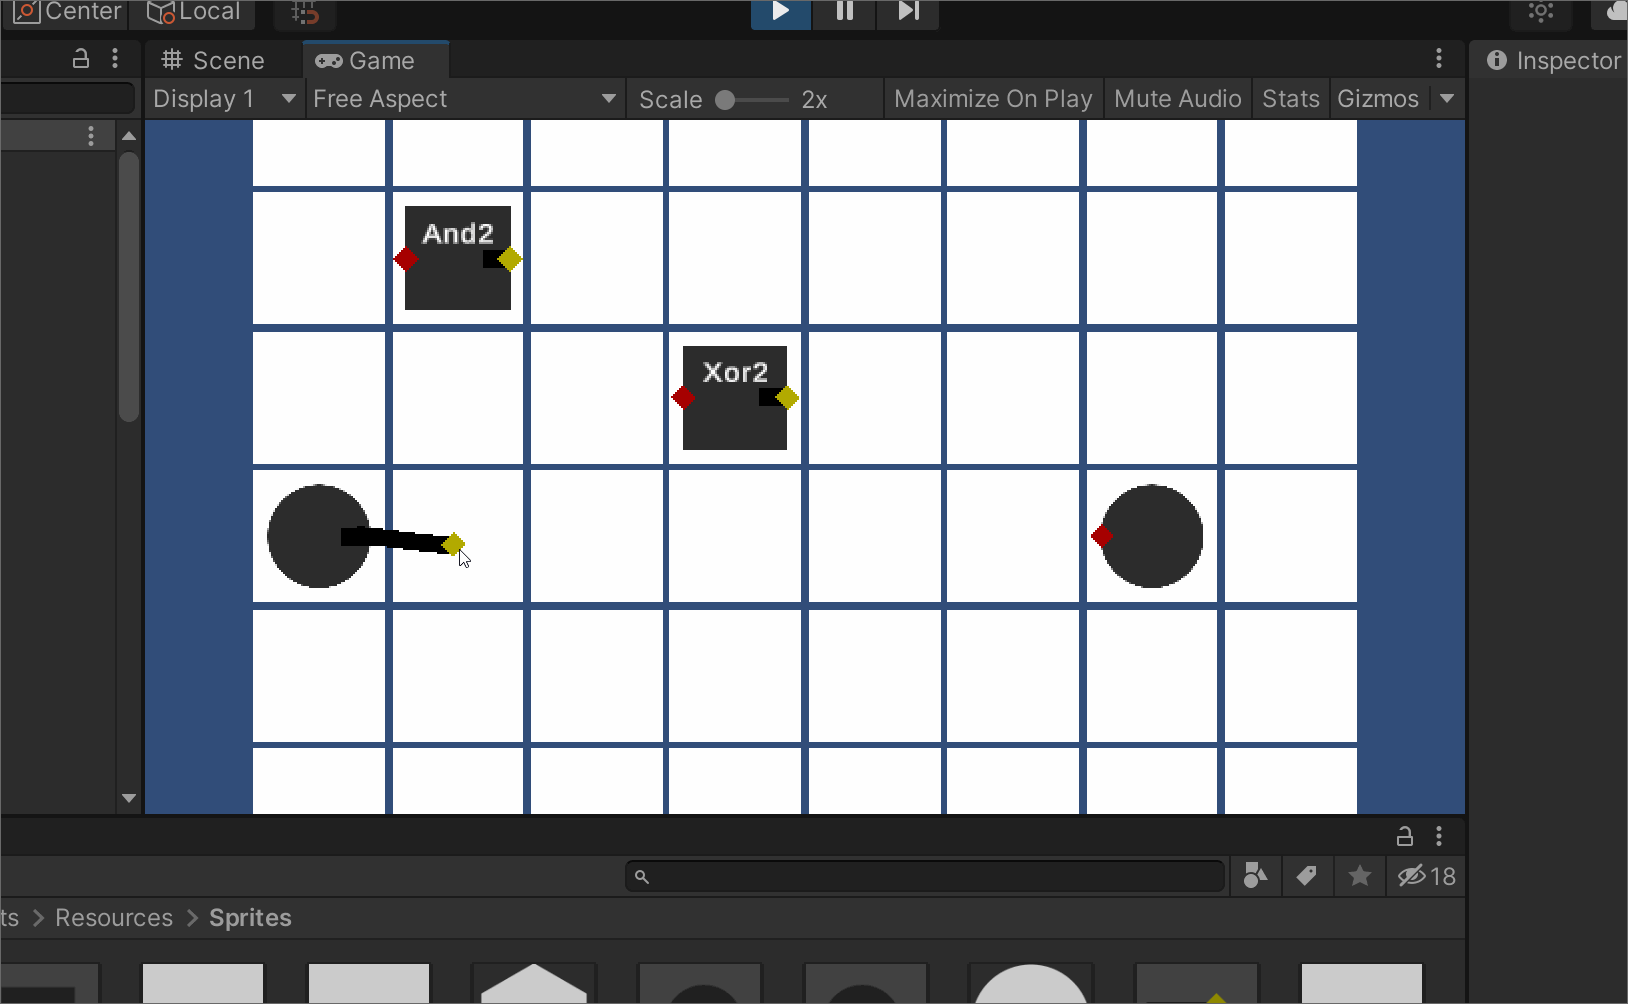 Center Local
Scene Game
Inspector
Display 1 Free Aspect Scale 2x Maximize On Play Mute Audio Stats Gizmos
And2
Xor2
18
ts > Resources > Sprites